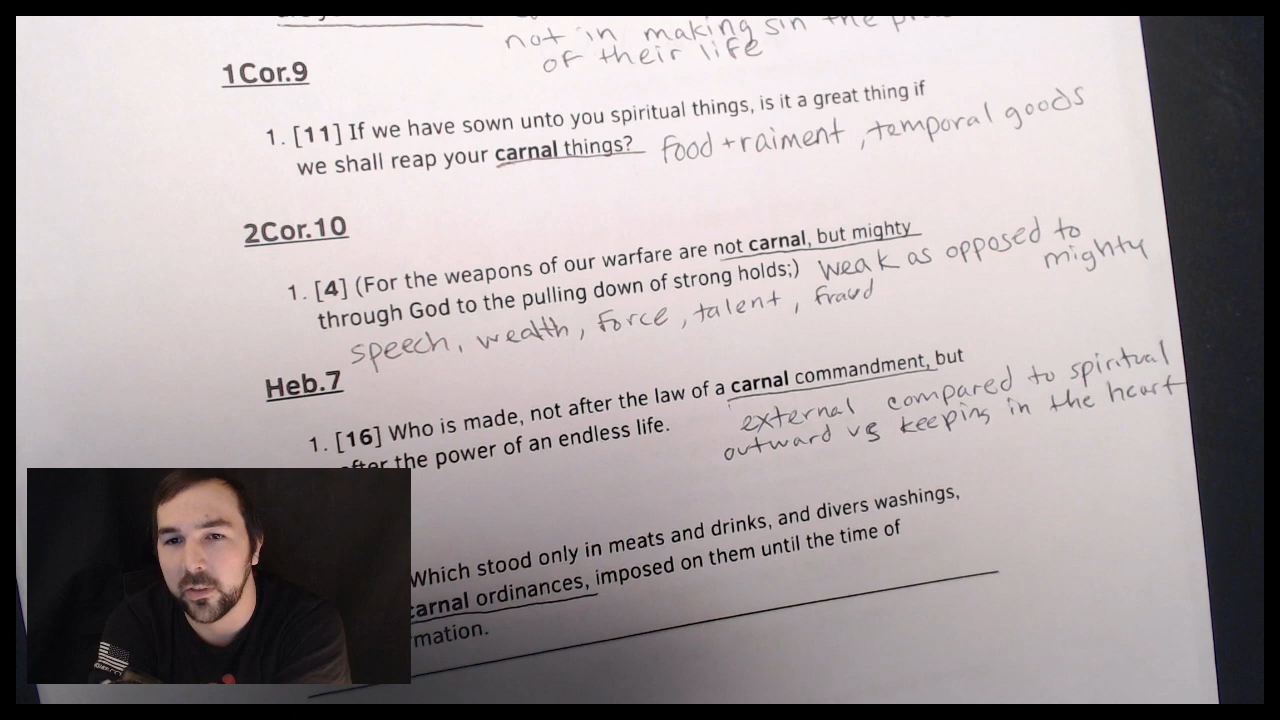 not in making sin the
of their life
1Cor.9
1. [11] If we have sown unto you spiritual things, is it a great thing if
we shall reap your carnal things? food + raiment, temporal goods
2Cor.10
1. [4] (For the weapons of our warfare are not carnal, but mighty
through God to the pulling down of strong holds;) weak as opposed to
mighty
speech, wealth, force, talent, fraud
Heb.7
1. [16] Who is made, not after the law of a carnal commandment, but
after the power of an endless life. external compared to spiritual
outward vs keeping in the heart
Which stood only in meats and drinks, and divers washings,
carnal ordinances, imposed on them until the time of
rmation.